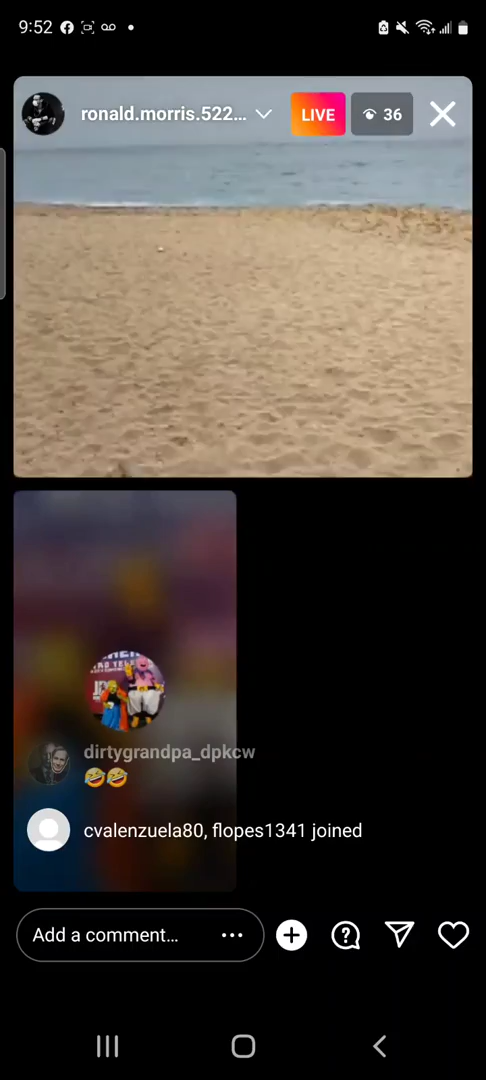 9:52
ronald.morris.522...
LIVE
36
dirtygrandpa_dpkcw
🤣🤣
cvalenzuela80, flopes1341 joined
Add a comment...